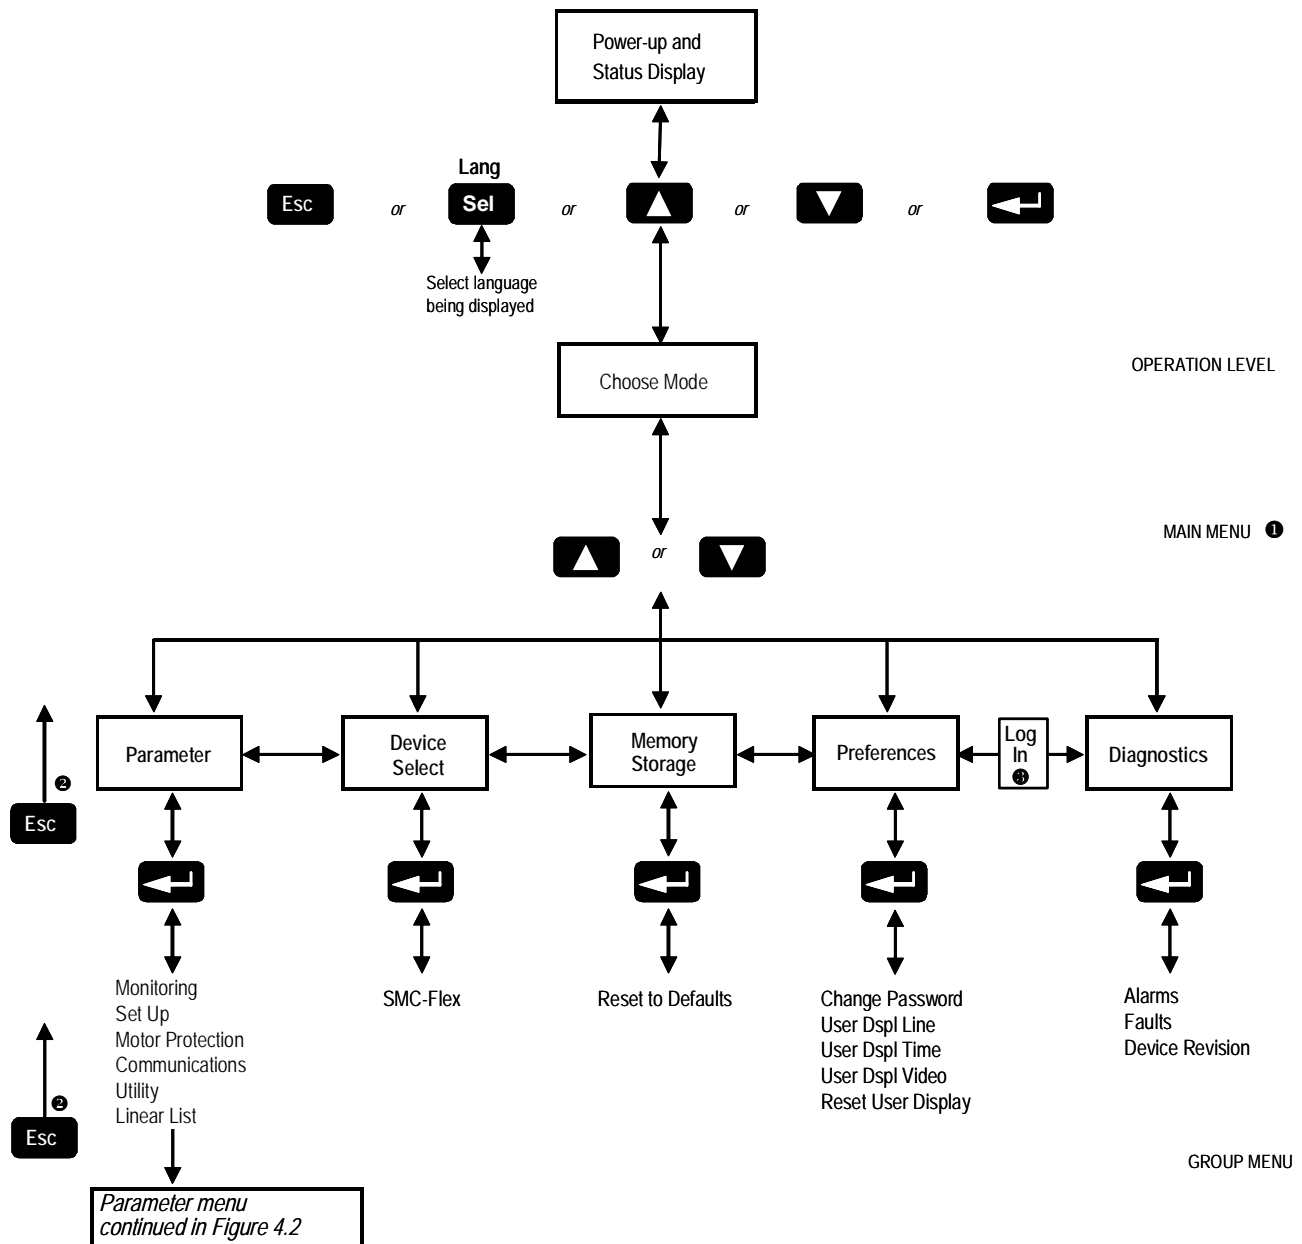 Power-up and
Status Display
Lang
Esc or Sel or or or
Select language
being displayed
OPERATION LEVEL
Choose Mode
MAIN MENU ❶
or
Parameter
Device
Select
Memory
Storage
Preferences
Log
In
Diagnostics
❷
Esc
Monitoring
Set Up
Motor Protection
Communications
Utility
Linear List
SMC-Flex
Reset to Defaults
Change Password
User Dspl Line
User Dspl Time
User Dspl Video
Reset User Display
Alarms
Faults
Device Revision
❷
Esc
GROUP MENU
Parameter menu
continued in Figure 4.2